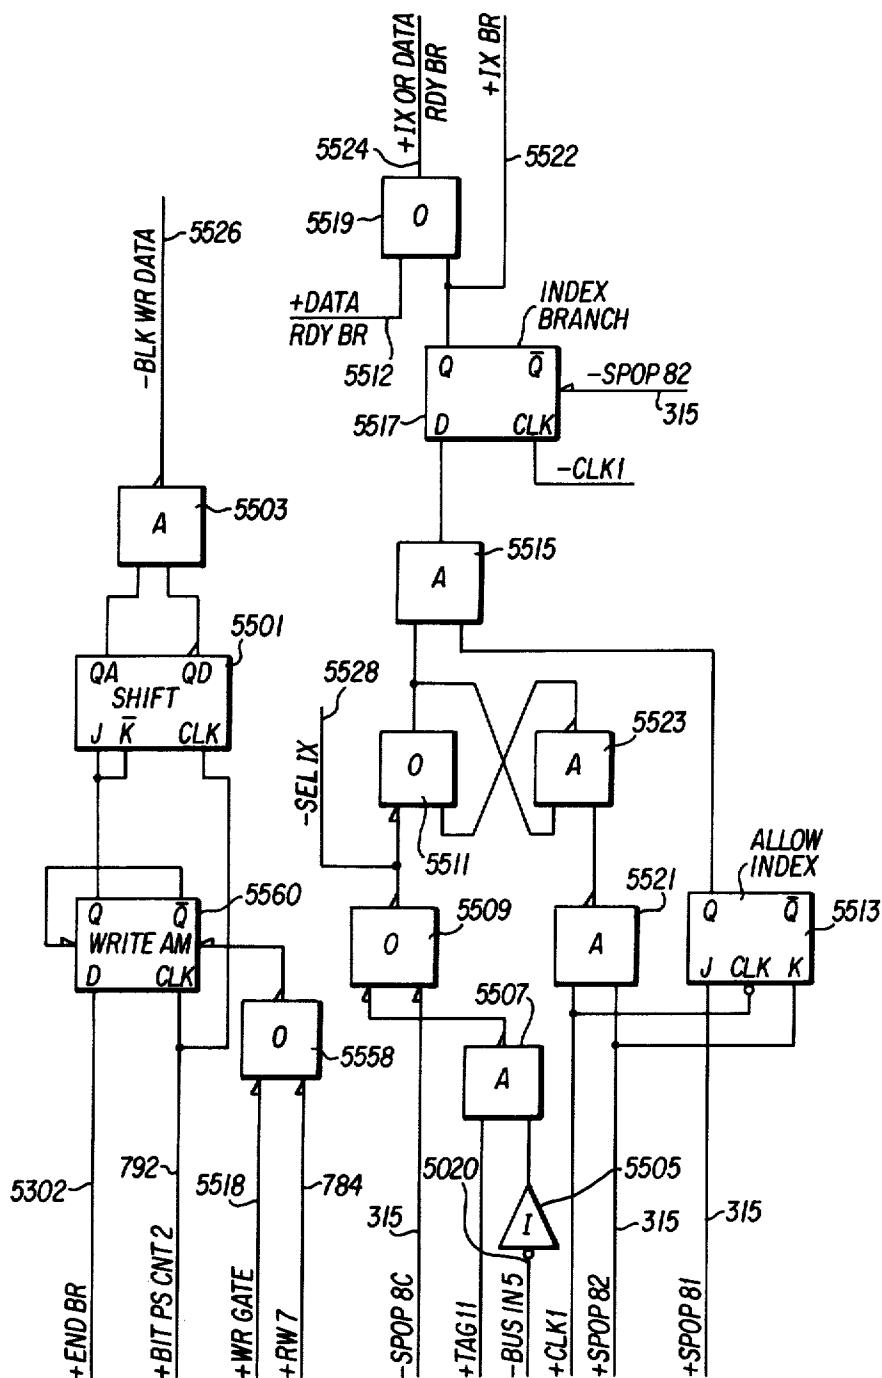 +IX OR DATA
RDY BR
+IX BR
5524
5522
5519
O
5526
-BLK WR DATA
+DATA
RDY BR
5512
INDEX
BRANCH
Q Q̅
-SPOP 82
315
5517
D CLK
-CLK1
A
5503
5515
A
5501
QA QD
SHIFT
J K̅ CLK
5528
-SEL IX
O
5511
A
5523
ALLOW
INDEX
5560
Q Q̅
WRITE AM
D CLK
5509
O
5521
A
Q Q̅
5513
J CLK K
O
5558
5507
A
5302
792
5518
784
315
5020
5505
I
315
315
+END BR
+BIT PS CNT 2
+WR GATE
+RW 7
-SPOP 8C
+TAG 11
-BUS IN 5
+CLK1
+SPOP 82
+SPOP 81